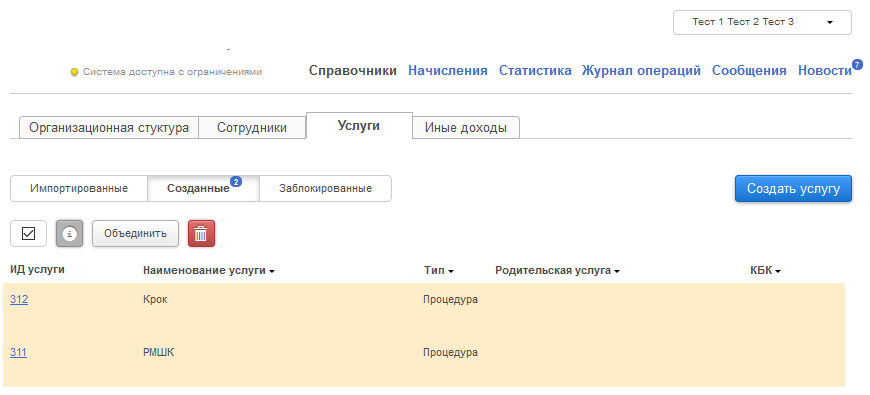 Тест 1 Тест 2 Тест 3
Система доступна с ограничениями
Справочники Начисления Статистика Журнал операций Сообщения Новости 7
Организационная стуктура Сотрудники Услуги Иные доходы
Импортированные Созданные 2 Заблокированные Создать услугу
i Объединить
ИД услуги Наименование услуги Тип Родительская услуга КБК
312 Крок Процедура
311 РМШК Процедура